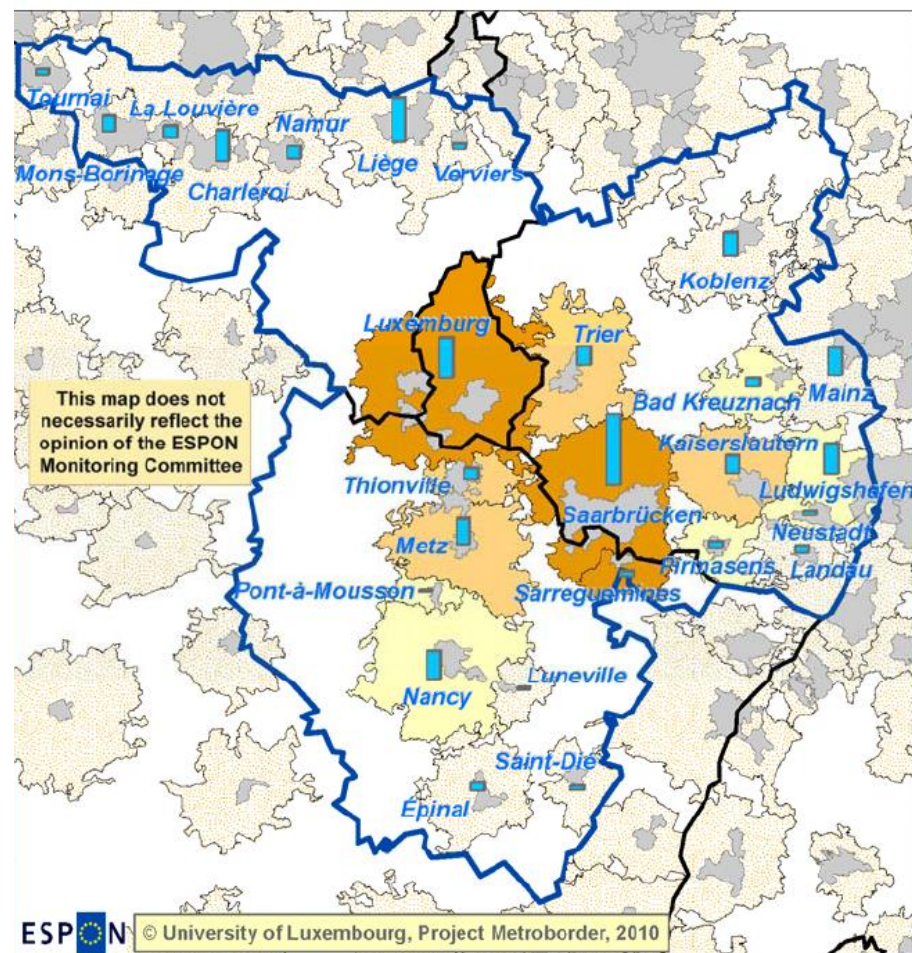 Tournai
La Louvière
Namur
Liège
Verviers
Mons-Borinage
Charleroi
Koblenz
Luxemburg
Trier
Mainz
Bad Kreuznach
This map does not
necessarily reflect the
opinion of the ESPON
Monitoring Committee
Kaiserslautern
Thionville
Ludwigshafen
Saarbrücken
Neustadt
Metz
Pirmasens
Landau
Pont-à-Mousson
Sarreguemines
Nancy
Luneville
Saint-Dié
Épinal
ESPON
© University of Luxembourg, Project Metroborder, 2010